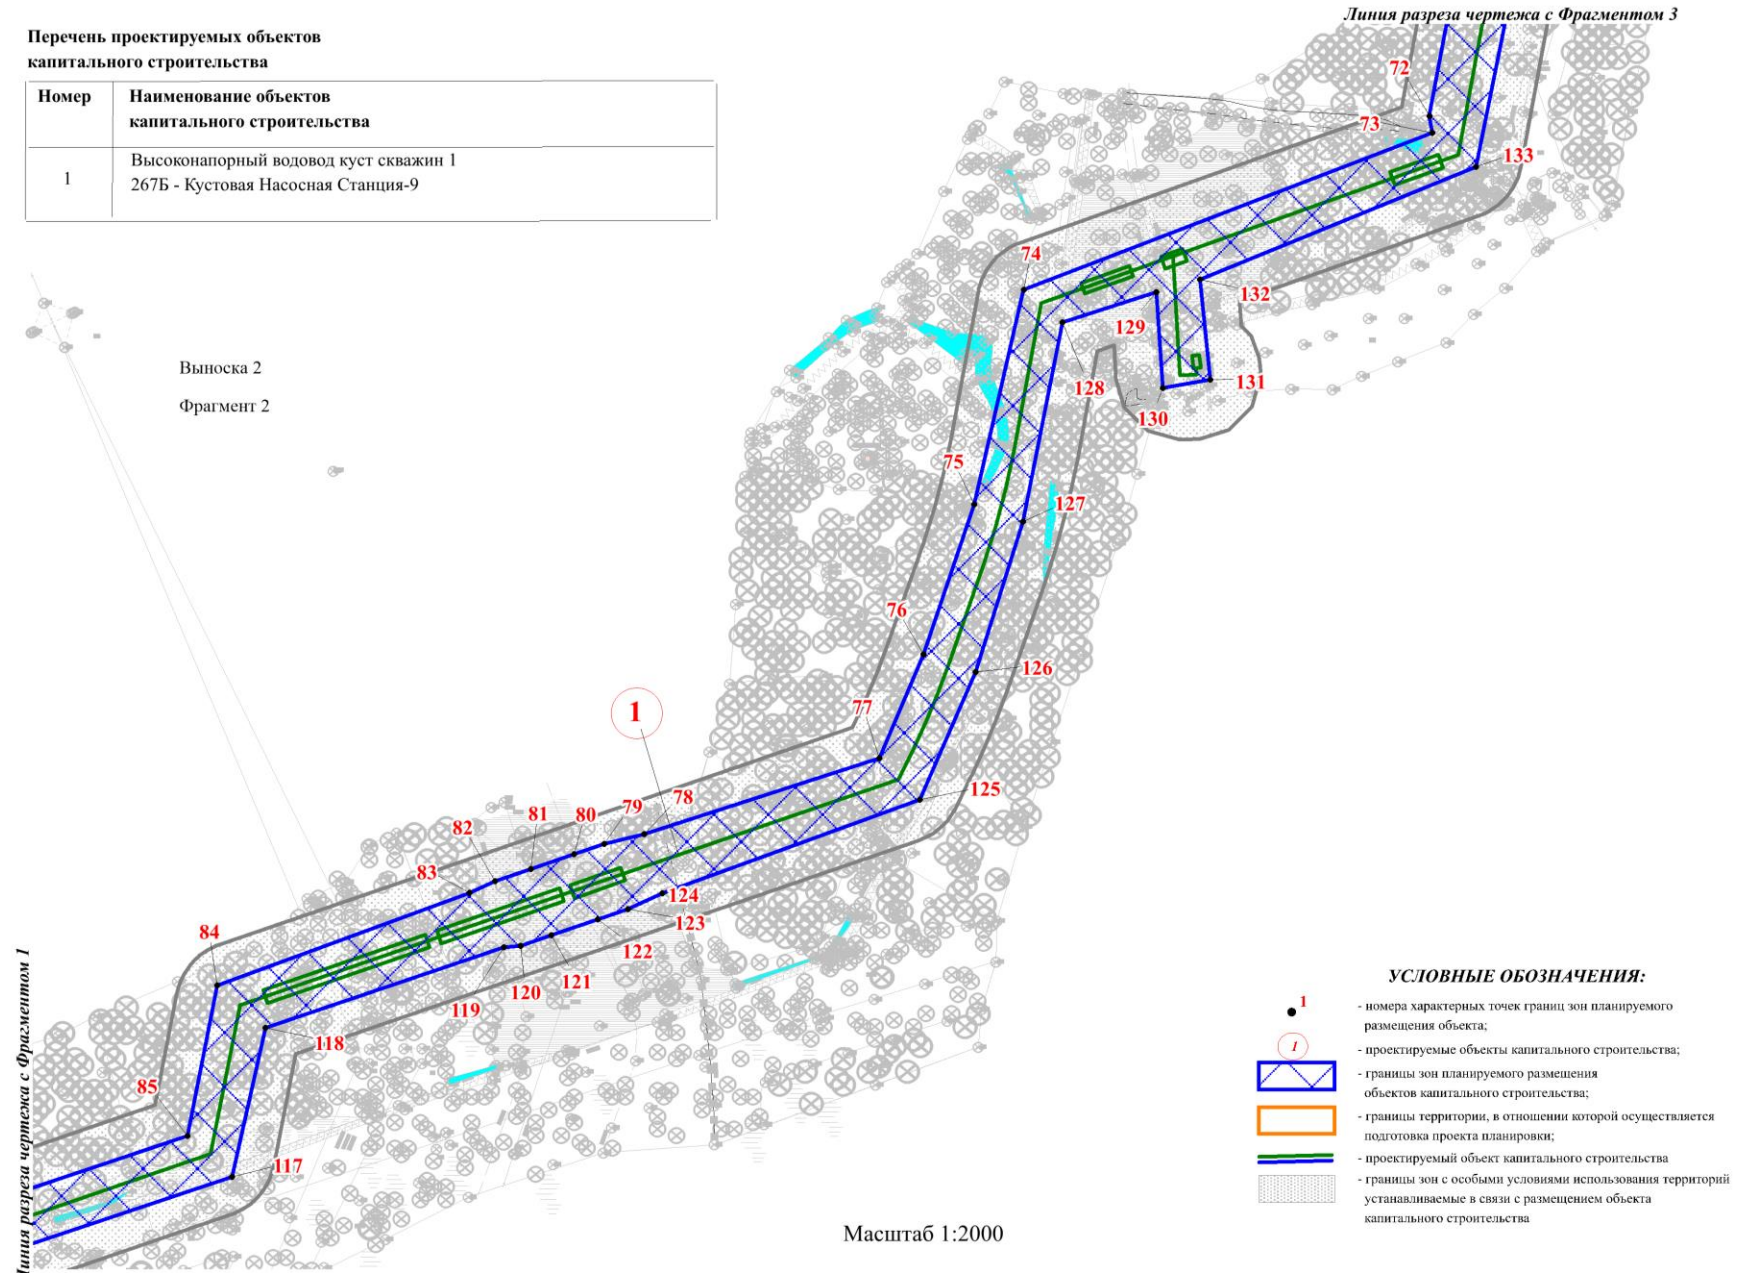 Линия разреза чертежа с Фрагментом 3
Перечень проектируемых объектов
капитального строительства
Номер
Наименование объектов
капитального строительства
1
Высоконапорный водовод куст скважин 1
267Б - Кустовая Насосная Станция-9
Выноска 2
Фрагмент 2
72
73
133
74
132
129
128
131
130
75
127
76
126
77
1
125
78
79
80
81
82
83
124
123
122
121
120
119
84
118
85
117
Линия разреза чертежа с Фрагментом 1
Масштаб 1:2000
УСЛОВНЫЕ ОБОЗНАЧЕНИЯ:
1
- номера характерных точек границ зон планируемого
размещения объекта;
1
- проектируемые объекты капитального строительства;
- границы зон планируемого размещения
объектов капитального строительства;
- границы территории, в отношении которой осуществляется
подготовка проекта планировки;
- проектируемый объект капитального строительства
- границы зон с особыми условиями использования территорий
устанавливаемые в связи с размещением объекта
капитального строительства